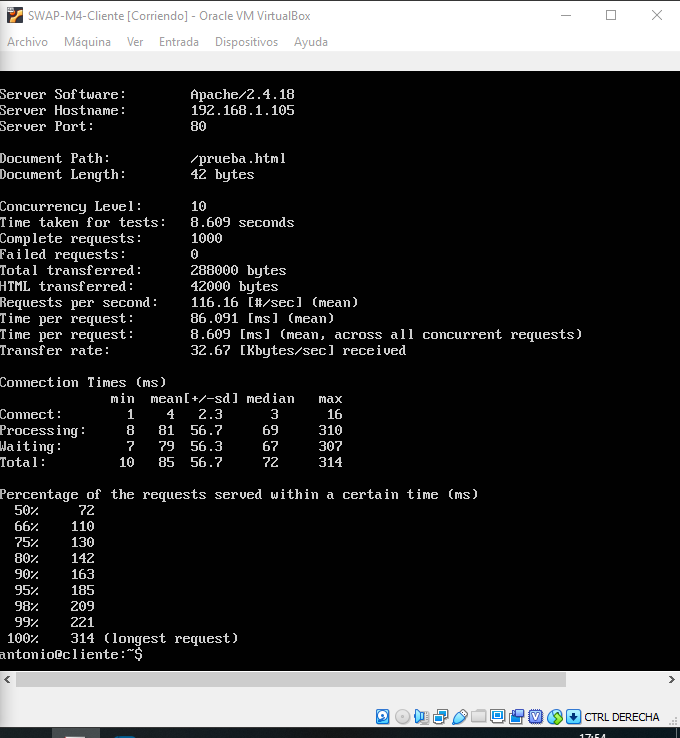 SWAP-M4-Cliente [Corriendo] - Oracle VM VirtualBox
Archivo Máquina Ver Entrada Dispositivos Ayuda
Server Software: Apache/2.4.18
Server Hostname: 192.168.1.105
Server Port: 80
Document Path: /prueba.html
Document Length: 42 bytes
Concurrency Level: 10
Time taken for tests: 8.609 seconds
Complete requests: 1000
Failed requests: 0
Total transferred: 288000 bytes
HTML transferred: 42000 bytes
Requests per second: 116.16 [#/sec] (mean)
Time per request: 86.091 [ms] (mean)
Time per request: 8.609 [ms] (mean, across all concurrent requests)
Transfer rate: 32.67 [Kbytes/sec] received
Connection Times (ms)
min mean[+/-sd] median max
Connect: 1 4 2.3 3 16
Processing: 8 81 56.7 69 310
Waiting: 7 79 56.3 67 307
Total: 10 85 56.7 72 314
Percentage of the requests served within a certain time (ms)
50% 72
66% 110
75% 130
80% 142
90% 163
95% 185
98% 209
99% 221
100% 314 (longest request)
antonio@cliente:~$
CTRL DERECHA
17:54